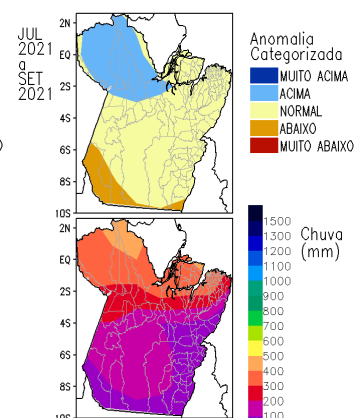 JUL
2021
a
SET
2021
2N
EQ
2S
4S
6S
8S
10S
Anomalia
Categorizada
MUITO ACIMA
ACIMA
NORMAL
ABAIXO
MUITO ABAIXO
2N
EQ
2S
4S
6S
8S
10S
Chuva
(mm)
1500
1300
1200
1100
1000
900
800
700
600
500
400
300
200
100